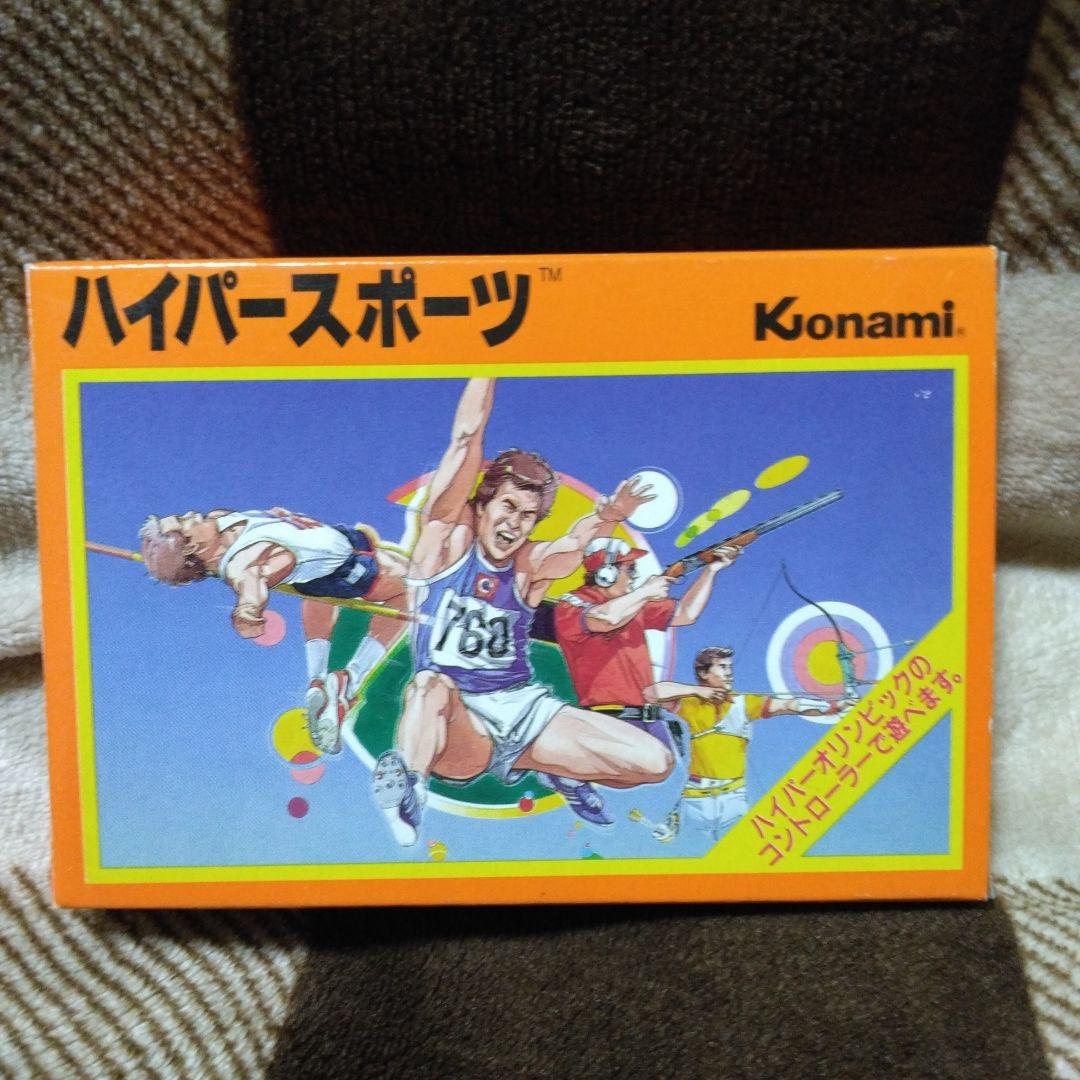 ハイパースポーツ™
Konami®
760
ハイパーオリンピックの
コントローラーで遊べます。